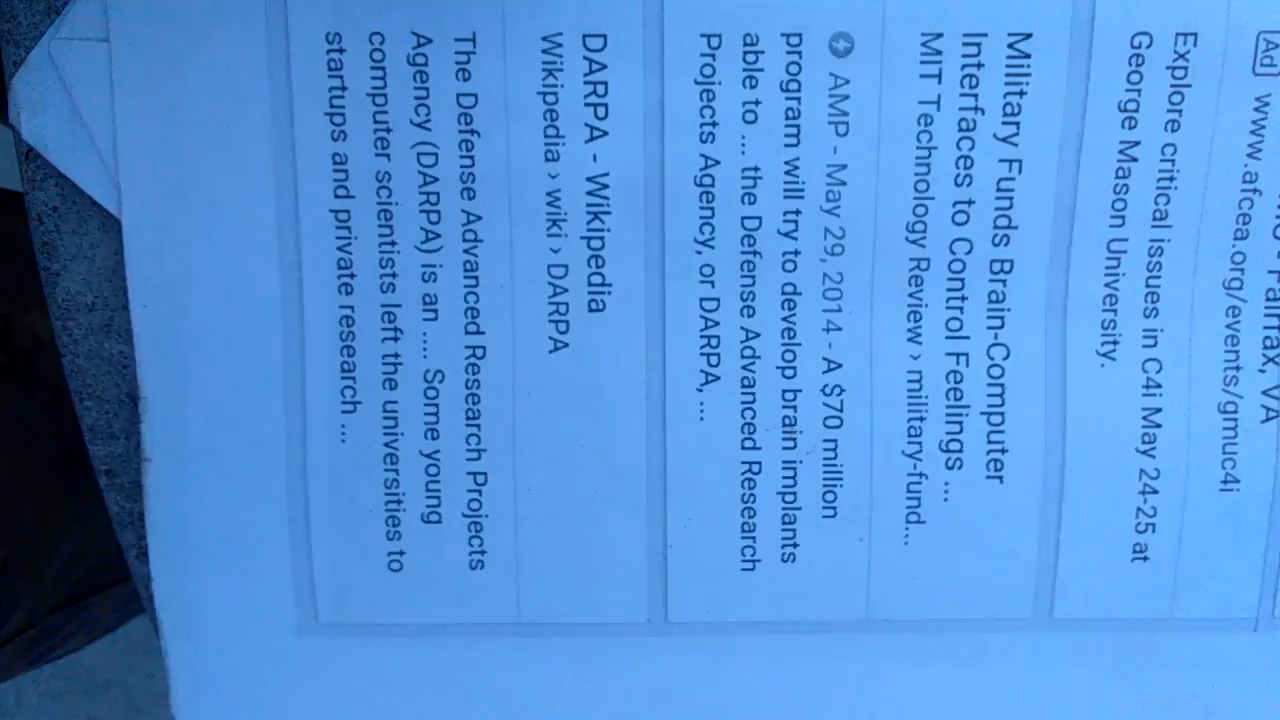 Fairfax, VA
Ad www.afcea.org/events/gmuc4i
Explore critical issues in C4i May 24-25 at
George Mason University.
Military Funds Brain-Computer
Interfaces to Control Feelings ...
MIT Technology Review › military-fund...
AMP - May 29, 2014 - A $70 million
program will try to develop brain implants
able to ... the Defense Advanced Research
Projects Agency, or DARPA, ...
DARPA - Wikipedia
Wikipedia › wiki › DARPA
The Defense Advanced Research Projects
Agency (DARPA) is an .... Some young
computer scientists left the universities to
startups and private research ...